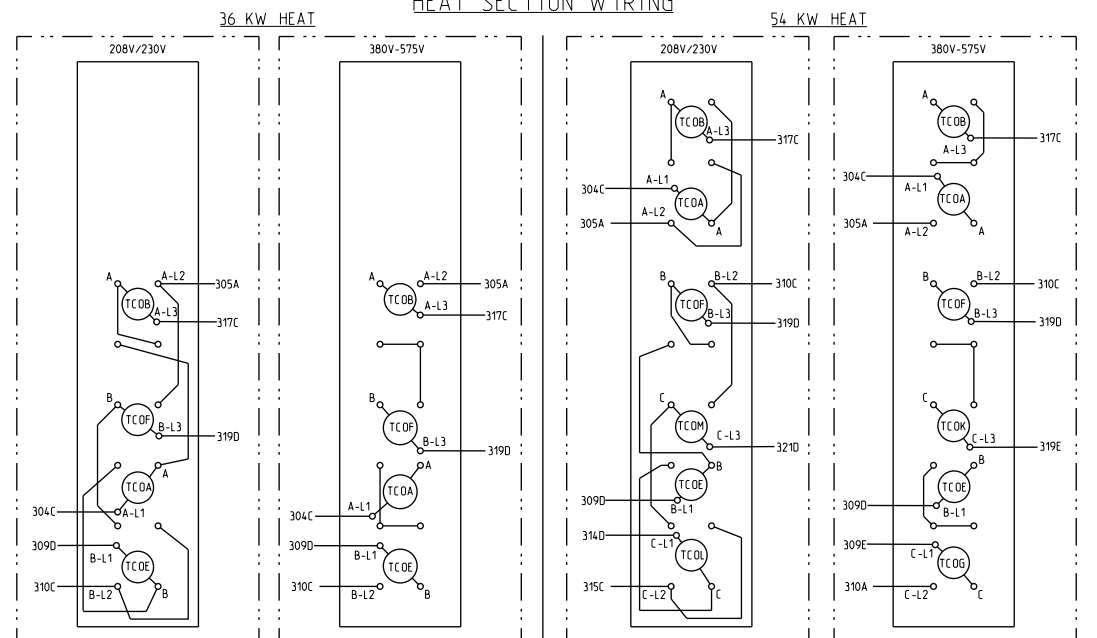 HEAT SECTION WIRING
36 KW HEAT
54 KW HEAT
208V/230V
A
A-L2
305A
TCOB
A-L3
317C
B
TCOF
B-L3
319D
A
TCOA
304C
A-L1
309D
B-L1
TCOE
310C
B-L2
B
380V-575V
A
A-L2
305A
TCOB
A-L3
317C
B
TCOF
B-L3
319D
A
TCOA
A-L1
304C
309D
B-L1
TCOE
310C
B-L2
B
208V/230V
A
TCOB
A-L3
317C
A-L1
304C
TCOA
A-L2
305A
A
B
B-L2
310C
TCOF
B-L3
319D
C
TCOM
C-L3
321D
B
TCOE
309D
B-L1
314D
C-L1
TCOL
315C
C-L2
C
380V-575V
A
TCOB
317C
A-L3
304C
A-L1
TCOA
305A
A-L2
A
B
B-L2
310C
TCOF
B-L3
319D
C
TCOK
C-L3
319E
B
TCOE
309D
B-L1
309E
C-L1
TCOG
310A
C-L2
C